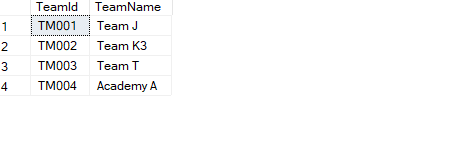 TeamId TeamName
1 TM001 Team J
2 TM002 Team K3
3 TM003 Team T
4 TM004 Academy A